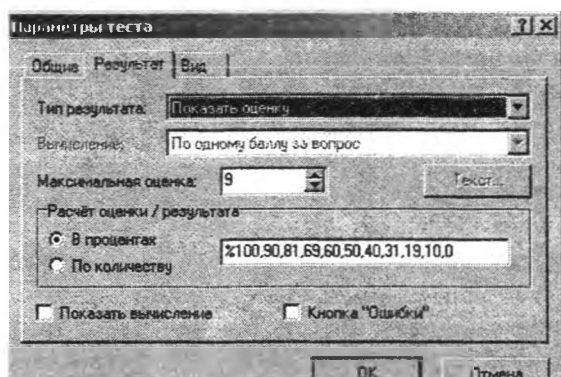 Параметры теста
Общие Результат Вид
Тип результата: Показать оценку
Вычисление: По одному баллу за вопрос
Максимальная оценка: 9 Текст...
Расчёт оценки / результата
В процентах
%100,90,81,69,60,50,40,31,19,10,0
По количеству
Показать вычисление Кнопка "Ошибки"
OK Отмена